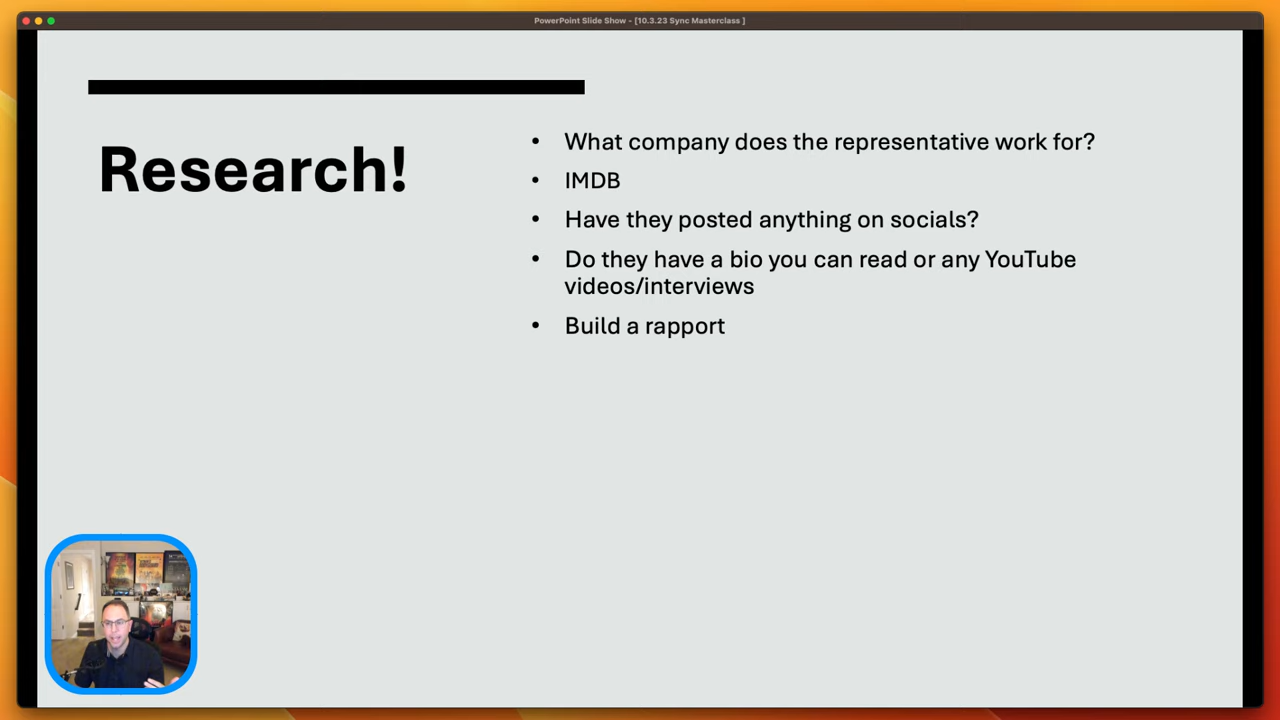 PowerPoint Slide Show - [10.3.23 Sync Masterclass ]
Research!
• What company does the representative work for?
• IMDB
• Have they posted anything on socials?
• Do they have a bio you can read or any YouTube
videos/interviews
• Build a rapport